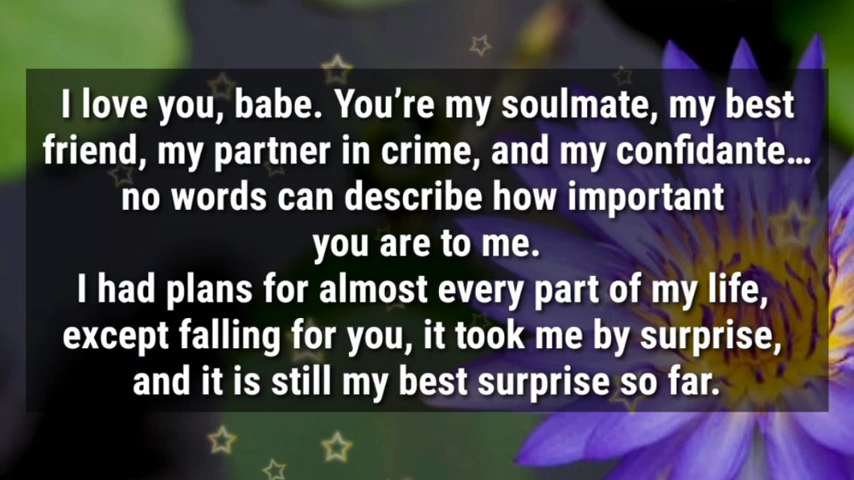 I love you, babe. You’re my soulmate, my best
friend, my partner in crime, and my confidante…
no words can describe how important
you are to me.
I had plans for almost every part of my life,
except falling for you, it took me by surprise,
and it is still my best surprise so far.